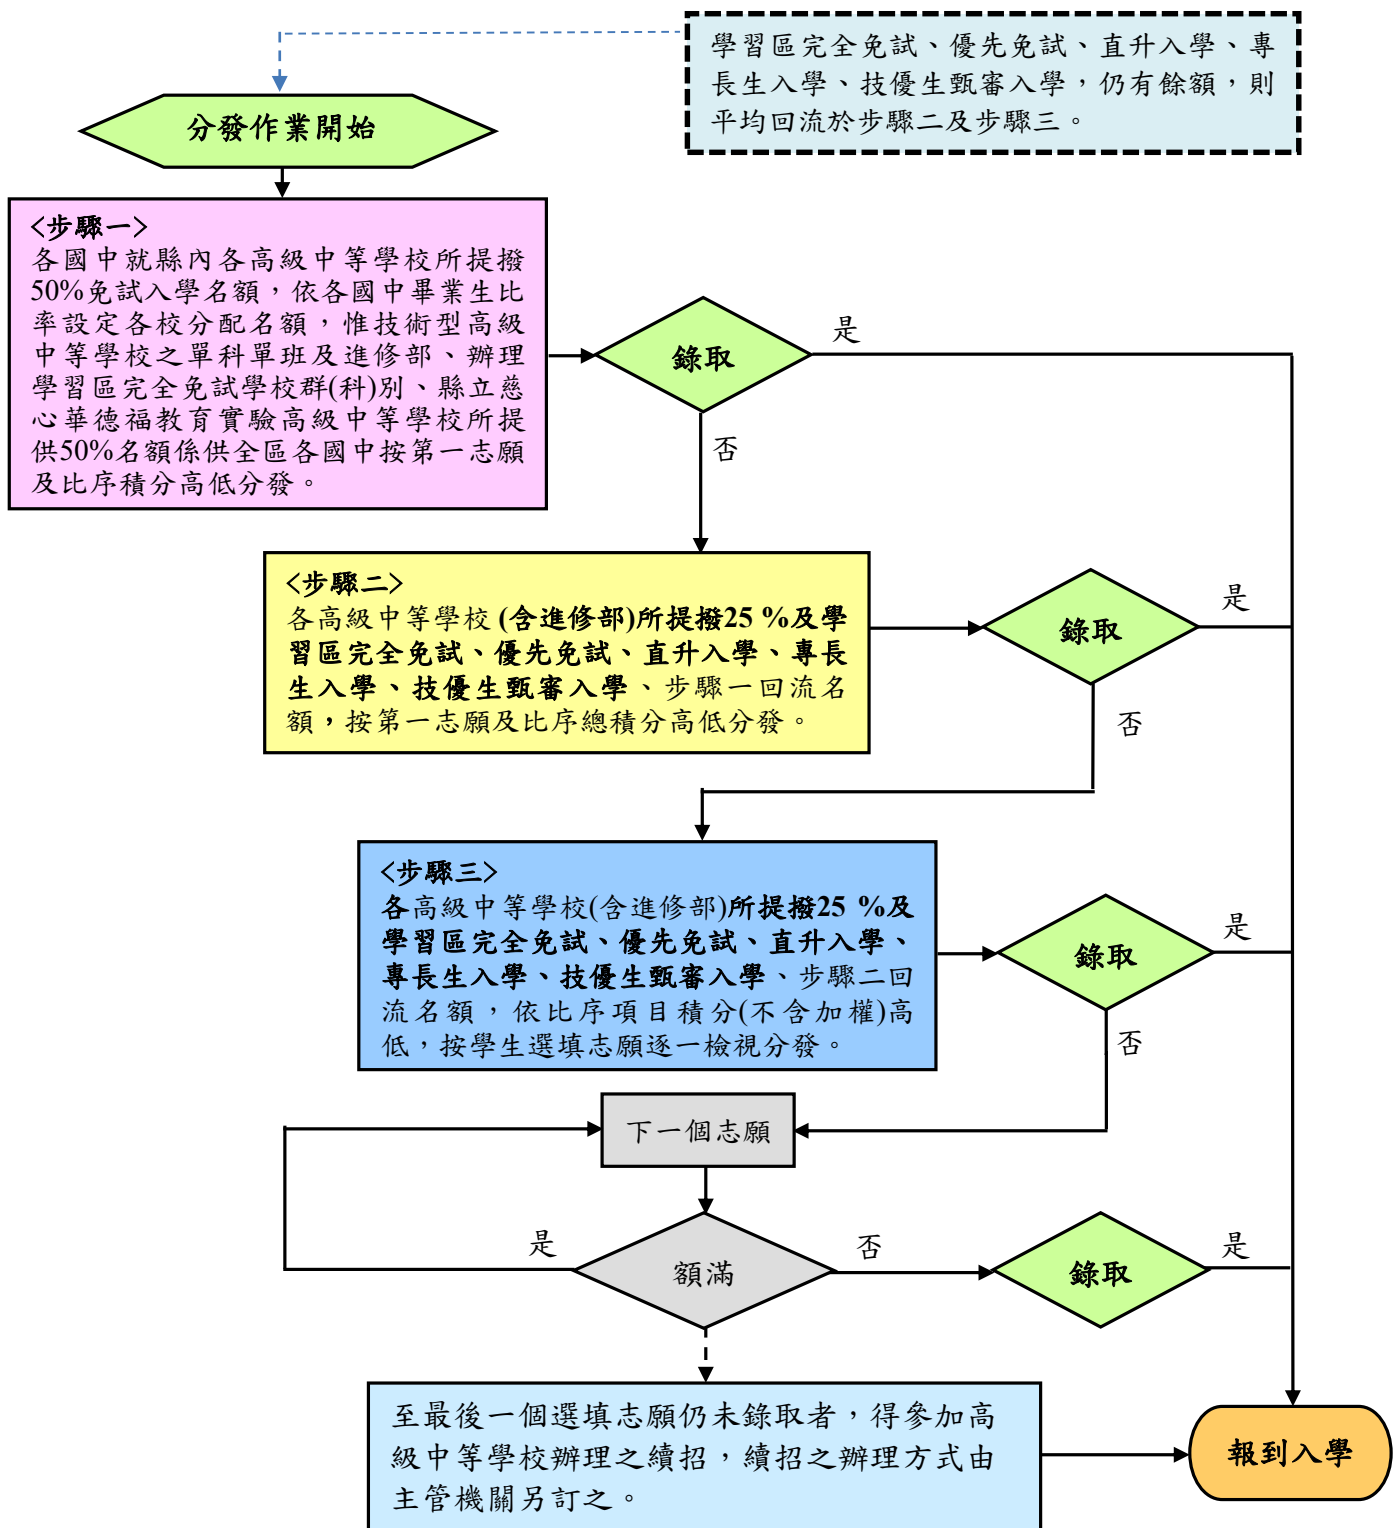 學習區完全免試、優先免試、直升入學、專
長生入學、技優生甄審入學，仍有餘額，則
平均回流於步驟二及步驟三。
分發作業開始
<步驟一>
各國中就縣內各高級中等學校所提撥
50%免試入學名額，依各國中畢業生比
率設定各校分配名額，惟技術型高級
中等學校之單科單班及進修部、辦理
學習區完全免試學校群(科)別、縣立慈
心華德福教育實驗高級中等學校所提
供50%名額係供全區各國中按第一志願
及比序積分高低分發。
錄取
是
否
<步驟二>
各高級中等學校(含進修部)所提撥25 %及學
習區完全免試、優先免試、直升入學、專長
生入學、技優生甄審入學、步驟一回流名
額，按第一志願及比序總積分高低分發。
錄取
是
否
<步驟三>
各高級中等學校(含進修部)所提撥25 %及
學習區完全免試、優先免試、直升入學、
專長生入學、技優生甄審入學、步驟二回
流名額，依比序項目積分(不含加權)高
低，按學生選填志願逐一檢視分發。
錄取
是
否
下一個志願
是
額滿
否
錄取
是
至最後一個選填志願仍未錄取者，得參加高
級中等學校辦理之續招，續招之辦理方式由
主管機關另訂之。
報到入學